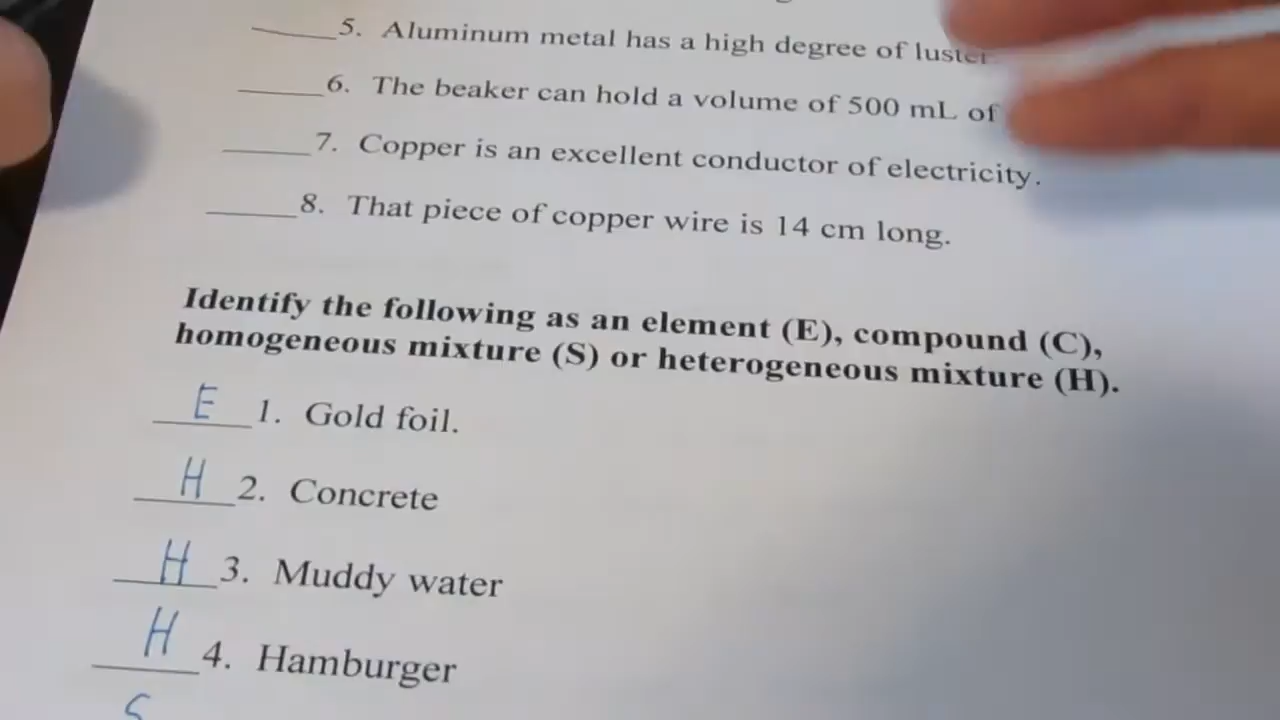 5. Aluminum metal has a high degree of luster.
6. The beaker can hold a volume of 500 mL of
7. Copper is an excellent conductor of electricity.
8. That piece of copper wire is 14 cm long.
Identify the following as an element (E), compound (C),
homogeneous mixture (S) or heterogeneous mixture (H).
E 1. Gold foil.
H 2. Concrete
H 3. Muddy water
H 4. Hamburger
S